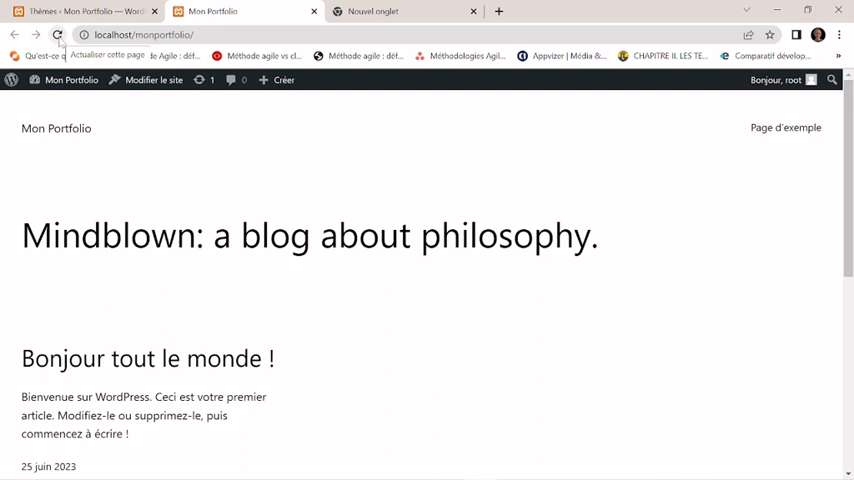 Thèmes ‹ Mon Portfolio — Word
Mon Portfolio
Nouvel onglet
localhost/monportfolio/
Actualiser cette page
Qu'est-ce q
le Agile : déf...
Méthode agile vs cl...
Méthode agile : déf...
Méthodologies Agil...
Appvizer | Média &...
CHAPITRE II. LES TE...
Comparatif dévelop...
»
Mon Portfolio
Modifier le site
1
0
Créer
Bonjour, root
Mon Portfolio
Page d'exemple
Mindblown: a blog about philosophy.
Bonjour tout le monde !
Bienvenue sur WordPress. Ceci est votre premier
article. Modifiez-le ou supprimez-le, puis
commencez à écrire !
25 juin 2023